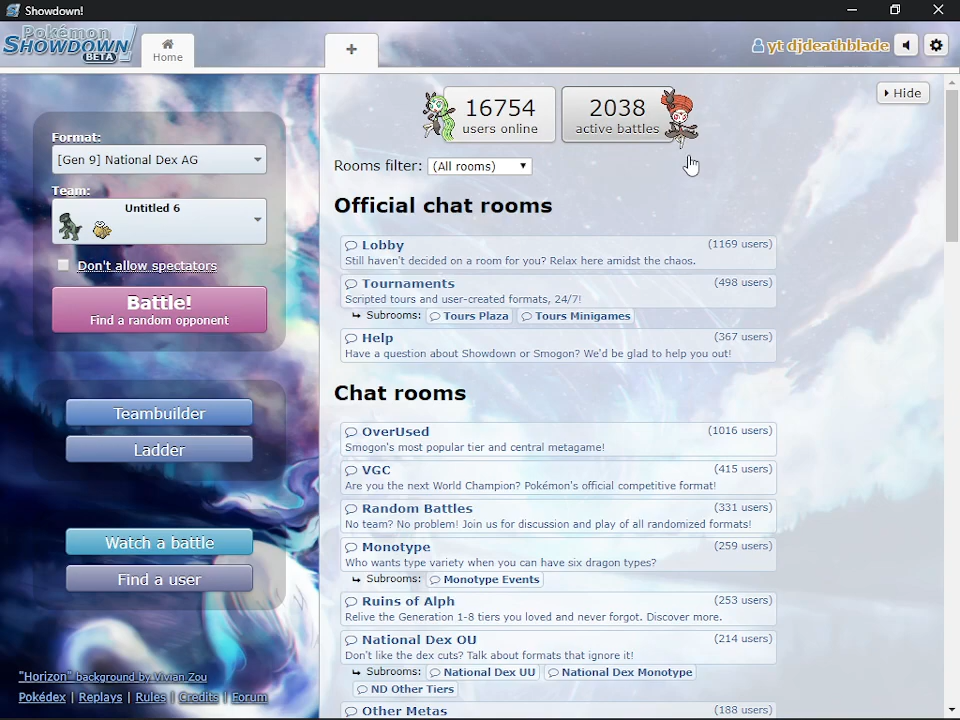 Showdown!
Pokémon
SHOWDOWN!
BETA
Home
+
yt djdeathblade
Format:
[Gen 9] National Dex AG
Team:
Untitled 6
Don't allow spectators
Battle!
Find a random opponent
Teambuilder
Ladder
Watch a battle
Find a user
"Horizon" background by Vivian Zou
Pokédex | Replays | Rules | Credits | Forum
16754
users online
2038
active battles
Hide
Rooms filter: (All rooms)
Official chat rooms
Lobby (1169 users)
Still haven't decided on a room for you? Relax here amidst the chaos.
Tournaments (498 users)
Scripted tours and user-created formats, 24/7!
Subrooms: Tours Plaza Tours Minigames
Help (367 users)
Have a question about Showdown or Smogon? We'd be glad to help you out!
Chat rooms
OverUsed (1016 users)
Smogon's most popular tier and central metagame!
VGC (415 users)
Are you the next World Champion? Pokémon's official competitive format!
Random Battles (331 users)
No team? No problem! Join us for discussion and play of all randomized formats!
Monotype (259 users)
Who wants type variety when you can have six dragon types?
Subrooms: Monotype Events
Ruins of Alph (253 users)
Relive the Generation 1-8 tiers you loved and never forgot. Discover more.
National Dex OU (214 users)
Don't like the dex cuts? Talk about formats that ignore it!
Subrooms: National Dex UU National Dex Monotype
ND Other Tiers
Other Metas (188 users)